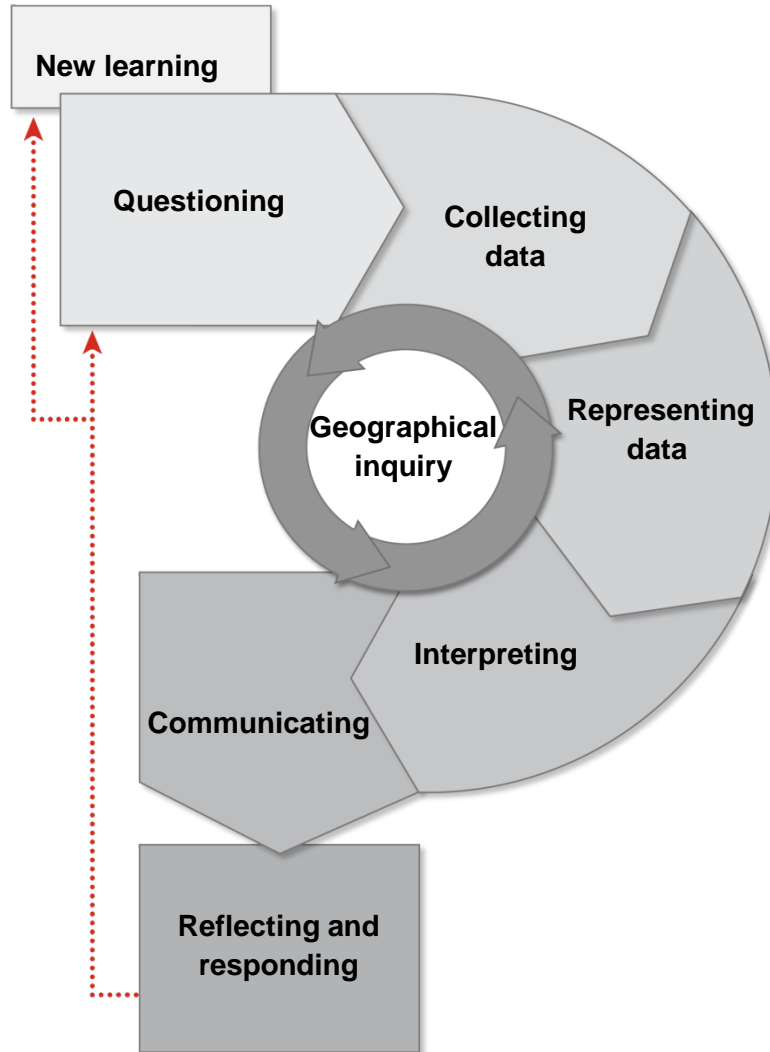 New learning
Questioning
Collecting
data
Representing
data
Geographical
inquiry
Interpreting
Communicating
Reflecting and
responding